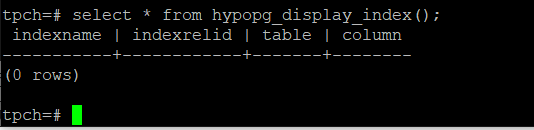 tpch=# select * from hypopg_display_index();
 indexname | indexrelid | table | column
-----------+------------+-------+--------
(0 rows)
tpch=#